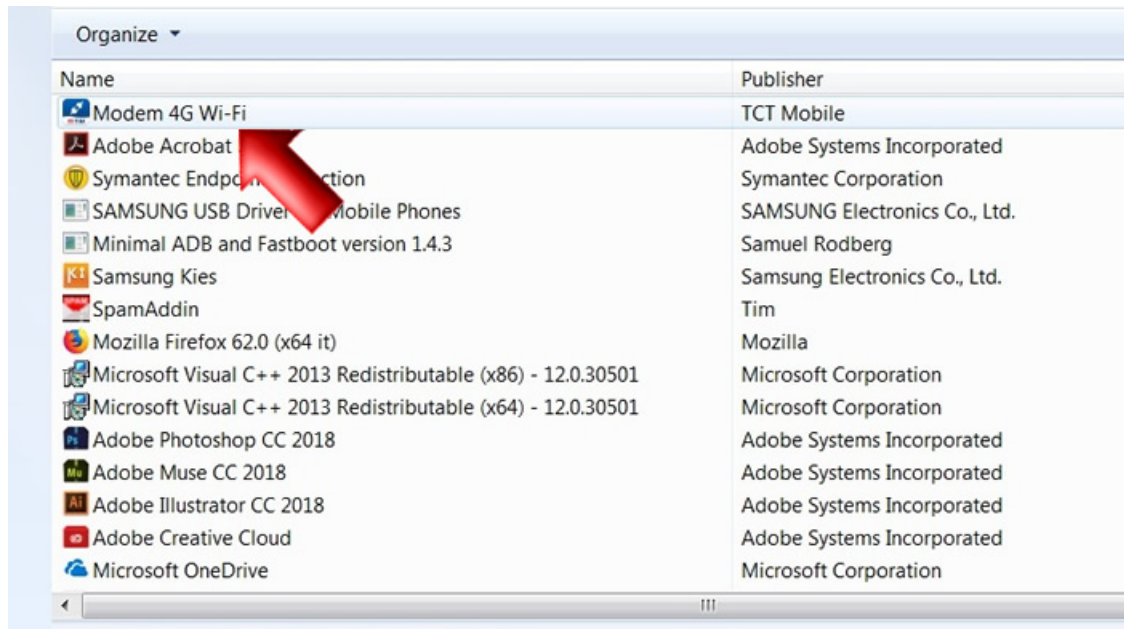 Organize
Name Publisher
Modem 4G Wi-Fi TCT Mobile
Adobe Acrobat Adobe Systems Incorporated
Symantec Symantec Corporation
SAMSUNG USB Driver Mobile Phones SAMSUNG Electronics Co., Ltd.
Minimal ADB and Fastboot version 1.4.3 Samuel Rodberg
Samsung Kies Samsung Electronics Co., Ltd.
SpamAddin Tim
Mozilla Firefox 62.0 (x64 it) Mozilla
Microsoft Visual C++ 2013 Redistributable (x86) - 12.0.30501 Microsoft Corporation
Microsoft Visual C++ 2013 Redistributable (x64) - 12.0.30501 Microsoft Corporation
Ps Adobe Photoshop CC 2018 Adobe Systems Incorporated
Mu Adobe Muse CC 2018 Adobe Systems Incorporated
Ai Adobe Illustrator CC 2018 Adobe Systems Incorporated
Adobe Creative Cloud Adobe Systems Incorporated
Microsoft OneDrive Microsoft Corporation